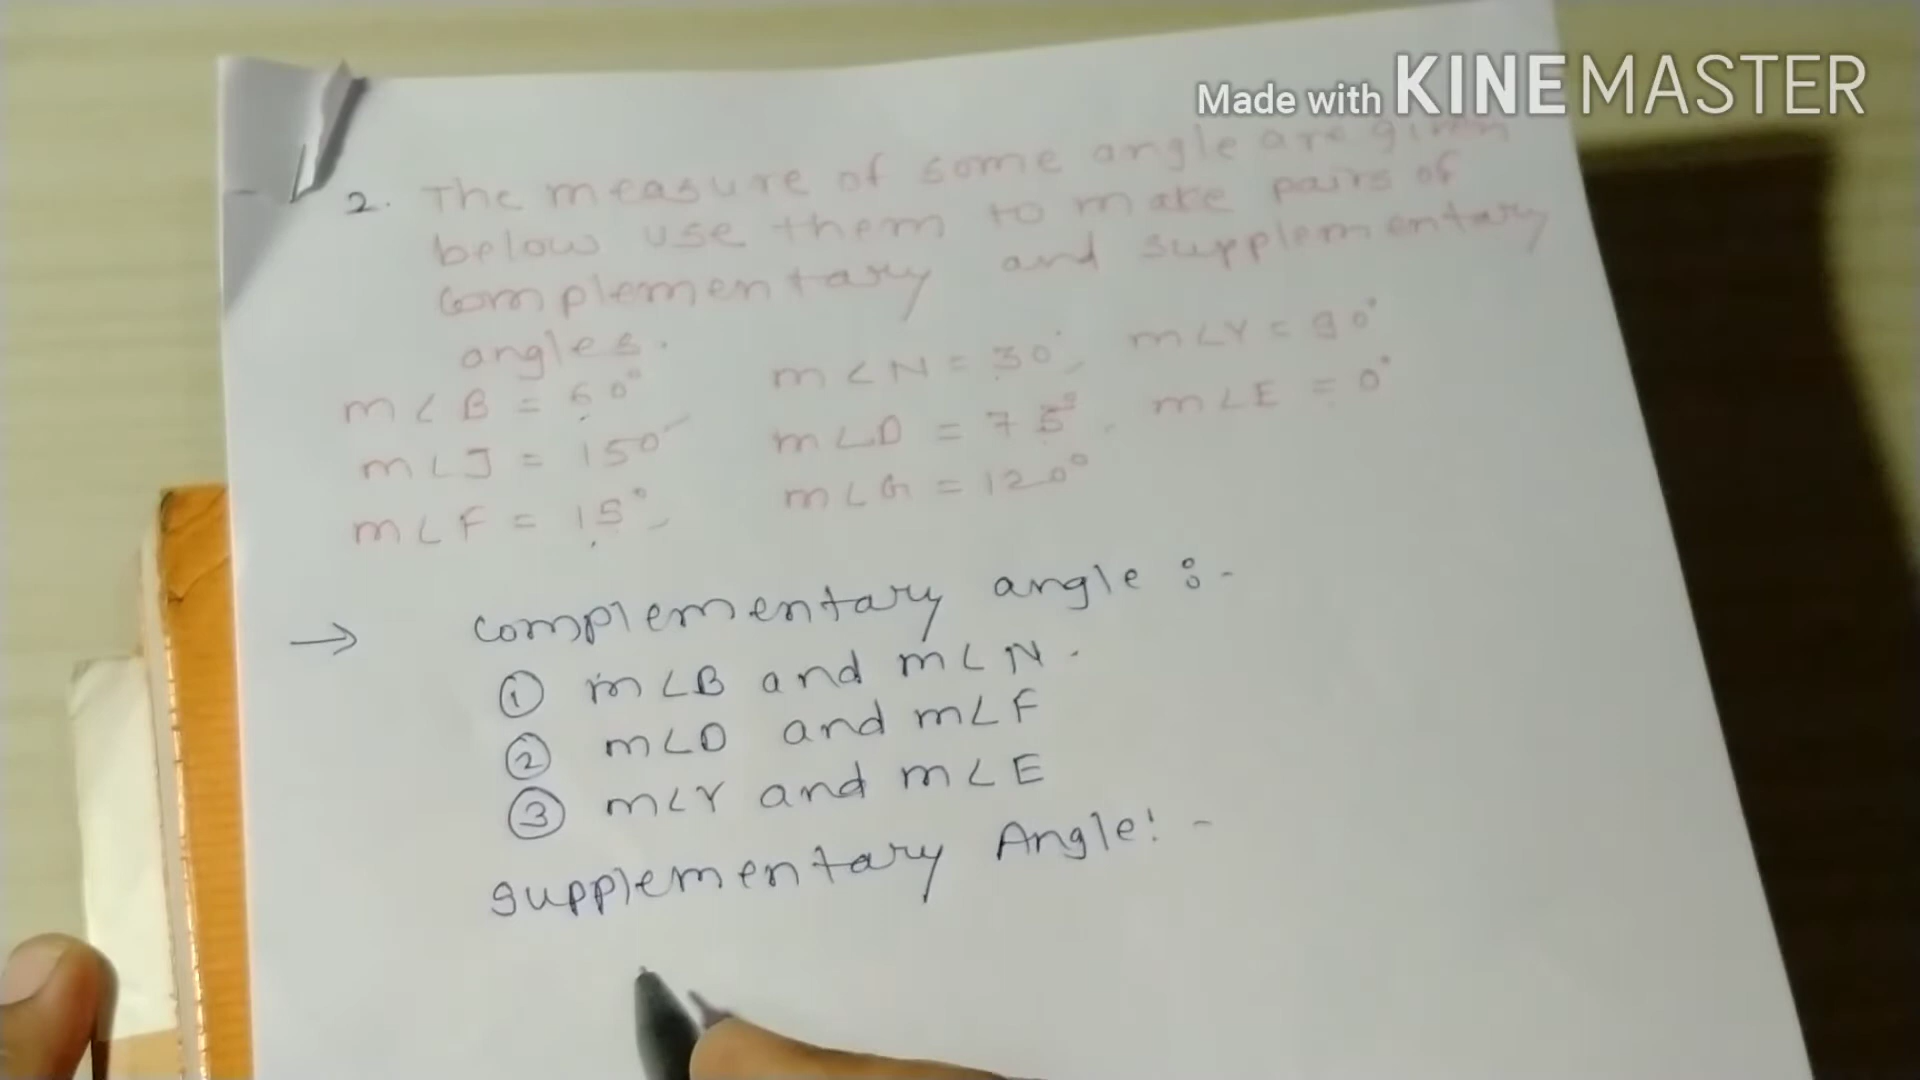 Made with KINEMASTER
2. The measure of some angle are given
below use them to make pairs of
complementary and supplementary
angles.
m∠B = 60° m∠N = 30°, m∠Y = 90°
m∠J = 150 m∠D = 75°, m∠E = 0°
m∠F = 15°, m∠G = 120°
→ complementary angle :-
① m∠B and m∠N.
② m∠D and m∠F
③ m∠Y and m∠E
supplementary Angle! -